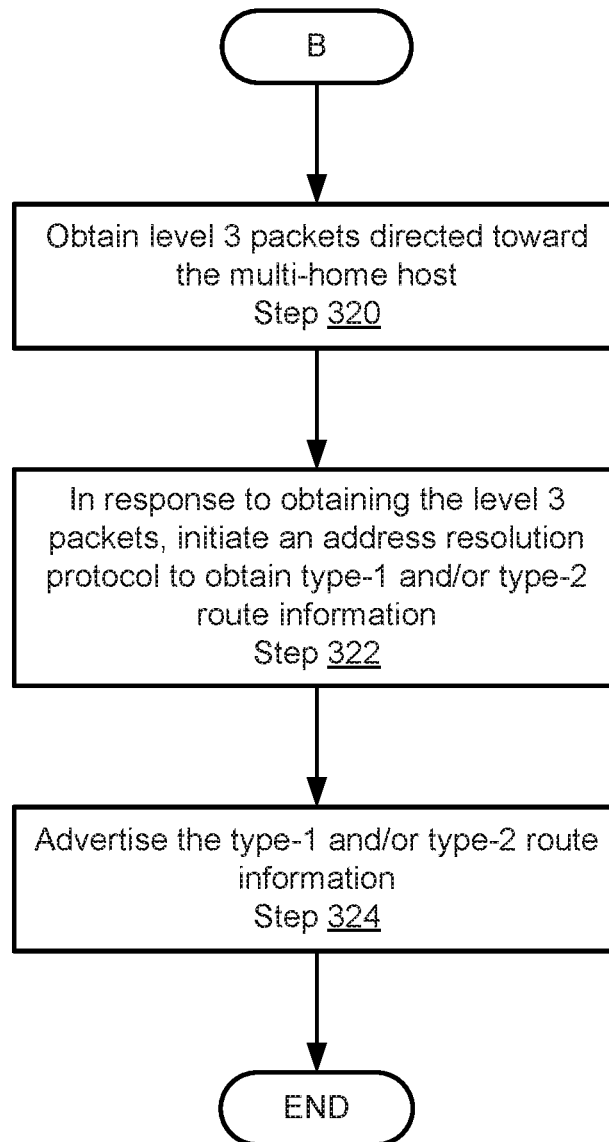 B
Obtain level 3 packets directed toward
the multi-home host
Step 320
In response to obtaining the level 3
packets, initiate an address resolution
protocol to obtain type-1 and/or type-2
route information
Step 322
Advertise the type-1 and/or type-2 route
information
Step 324
END